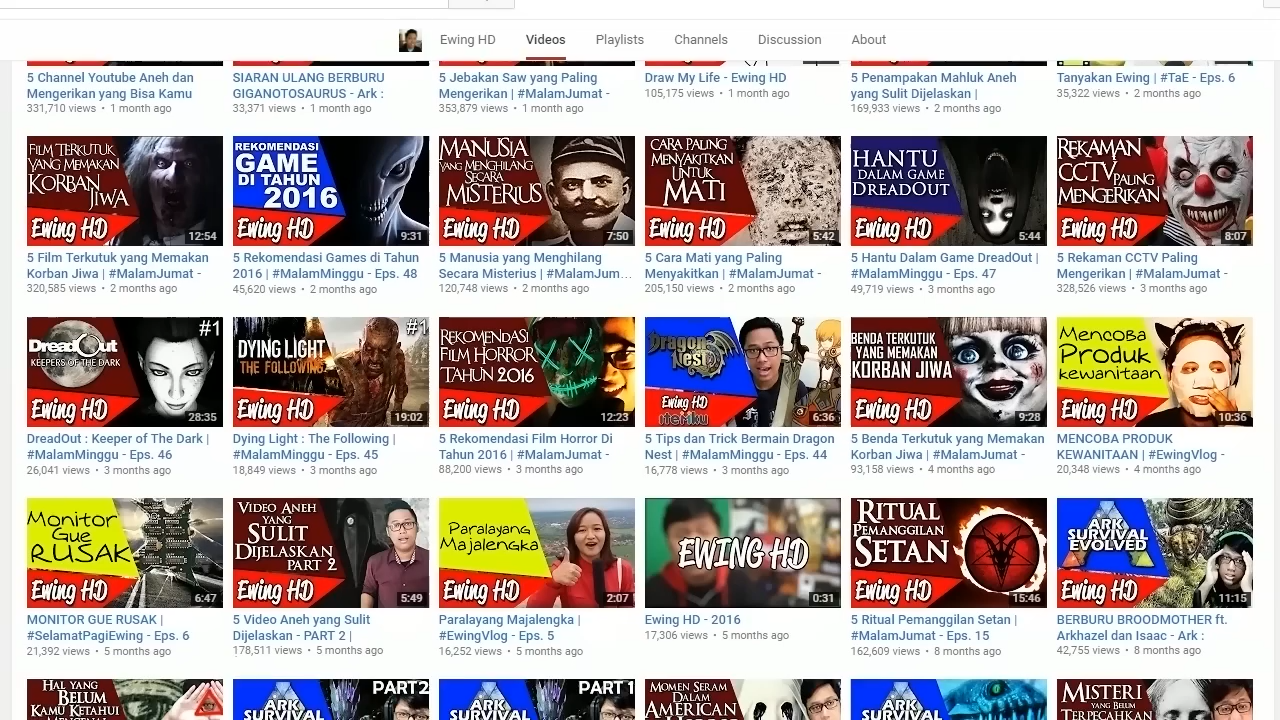 Ewing HD Videos Playlists Channels Discussion About
5 Channel Youtube Aneh dan
Mengerikan yang Bisa Kamu
331,710 views • 1 month ago
SIARAN ULANG BERBURU
GIGANOTOSAURUS - Ark :
33,371 views • 1 month ago
5 Jebakan Saw yang Paling
Mengerikan | #MalamJumat -
353,879 views • 1 month ago
Draw My Life - Ewing HD
105,175 views • 1 month ago
5 Penampakan Mahluk Aneh
yang Sulit Dijelaskan |
169,933 views • 2 months ago
Tanyakan Ewing | #TaE - Eps. 6
35,322 views • 2 months ago
FILM TERKUTUK
YANG MEMAKAN
KORBAN
JIWA
Ewing HD
12:54
5 Film Terkutuk yang Memakan
Korban Jiwa | #MalamJumat -
320,585 views • 2 months ago
REKOMENDASI
GAME
DI TAHUN
2016
Ewing HD
9:31
5 Rekomendasi Games di Tahun
2016 | #MalamMinggu - Eps. 48
45,620 views • 2 months ago
MANUSIA
YANG MENGHILANG
SECARA
MISTERIUS
Ewing HD
7:50
5 Manusia yang Menghilang
Secara Misterius | #MalamJum...
120,748 views • 2 months ago
CARA PALING
MENYAKITKAN
UNTUK
MATI
Ewing HD
5:42
5 Cara Mati yang Paling
Menyakitkan | #MalamJumat -
205,150 views • 2 months ago
HANTU
DALAM GAME
DREADOUT
Ewing HD
5:44
5 Hantu Dalam Game DreadOut |
#MalamMinggu - Eps. 47
49,719 views • 3 months ago
REKAMAN
CCTV PALING
MENGERIKAN
Ewing HD
8:07
5 Rekaman CCTV Paling
Mengerikan | #MalamJumat -
328,526 views • 3 months ago
#1
DreadOut
KEEPER OF THE DARK
Ewing HD
28:35
DreadOut : Keeper of The Dark |
#MalamMinggu - Eps. 46
26,041 views • 3 months ago
#1
DYING LIGHT
THE FOLLOWING
Ewing HD
19:02
Dying Light : The Following |
#MalamMinggu - Eps. 45
18,849 views • 3 months ago
REKOMENDASI
FILM HORROR
TAHUN 2016
Ewing HD
12:23
5 Rekomendasi Film Horror Di
Tahun 2016 | #MalamJumat -
88,200 views • 3 months ago
Dragon
Nest
Ewing HD
itemku
6:36
5 Tips dan Trick Bermain Dragon
Nest | #MalamMinggu - Eps. 44
16,778 views • 3 months ago
BENDA TERKUTUK
YANG MEMAKAN
KORBAN JIWA
Ewing HD
9:28
5 Benda Terkutuk yang Memakan
Korban Jiwa | #MalamJumat -
93,158 views • 4 months ago
Mencoba
Produk
kewanitaan
Ewing HD
10:36
MENCOBA PRODUK
KEWANITAAN | #EwingVlog -
20,348 views • 4 months ago
Monitor
Gue
RUSAK
Ewing HD
6:47
MONITOR GUE RUSAK |
#SelamatPagiEwing - Eps. 6
21,392 views • 5 months ago
VIDEO ANEH
YANG
SULIT
DIJELASKAN
PART 2
Ewing HD
5:49
5 Video Aneh yang Sulit
Dijelaskan - PART 2 |
178,511 views • 5 months ago
Paralayang
Majalengka
Ewing HD
2:07
Paralayang Majalengka |
#EwingVlog - Eps. 5
16,252 views • 5 months ago
EWING HD
0:31
Ewing HD - 2016
17,306 views • 5 months ago
RITUAL
PEMANGGILAN
SETAN
Ewing HD
15:46
5 Ritual Pemanggilan Setan |
#MalamJumat - Eps. 15
162,609 views • 8 months ago
ARK
SURVIVAL
EVOLVED
Ewing HD
11:15
BERBURU BROODMOTHER ft.
Arkhazel dan Isaac - Ark :
42,755 views • 8 months ago
HAL YANG
BELUM
KAMU KETAHUI
PART2
ARK
SURVIVAL
PART 1
ARK
SURVIVAL
MOMEN SERAM
DALAM
AMERICAN
ARK
SURVIVAL
MISTERI
YANG BELUM
TERPECAHKAN